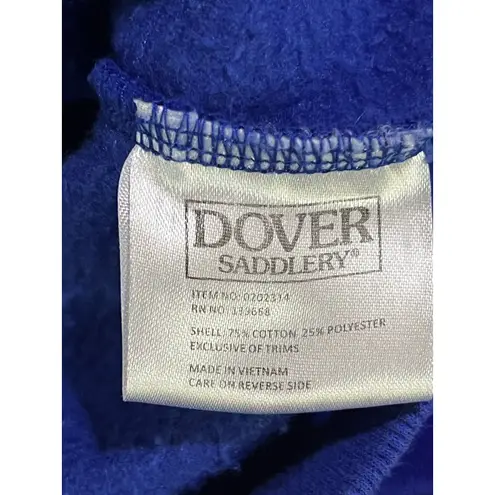 DOVER
SADDLERY®
ITEM NO: 0202314
RN NO: 139668
SHELL: 75% COTTON 25% POLYESTER
EXCLUSIVE OF TRIMS
MADE IN VIETNAM
CARE ON REVERSE SIDE